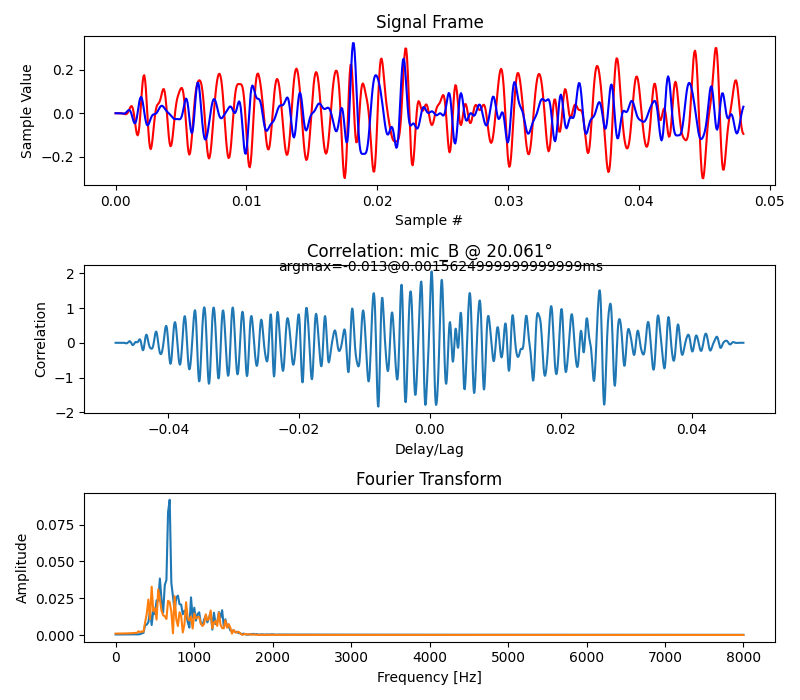 Signal Frame
0.2
0.0
−0.2
Sample Value
0.00 0.01 0.02 0.03 0.04 0.05
Sample #
Correlation: mic_B @ 20.061°
argmax=-0.013@0.0015624999999999999ms
2
1
0
−1
−2
Correlation
−0.04 −0.02 0.00 0.02 0.04
Delay/Lag
Fourier Transform
0.075
0.050
0.025
0.000
Amplitude
0 1000 2000 3000 4000 5000 6000 7000 8000
Frequency [Hz]